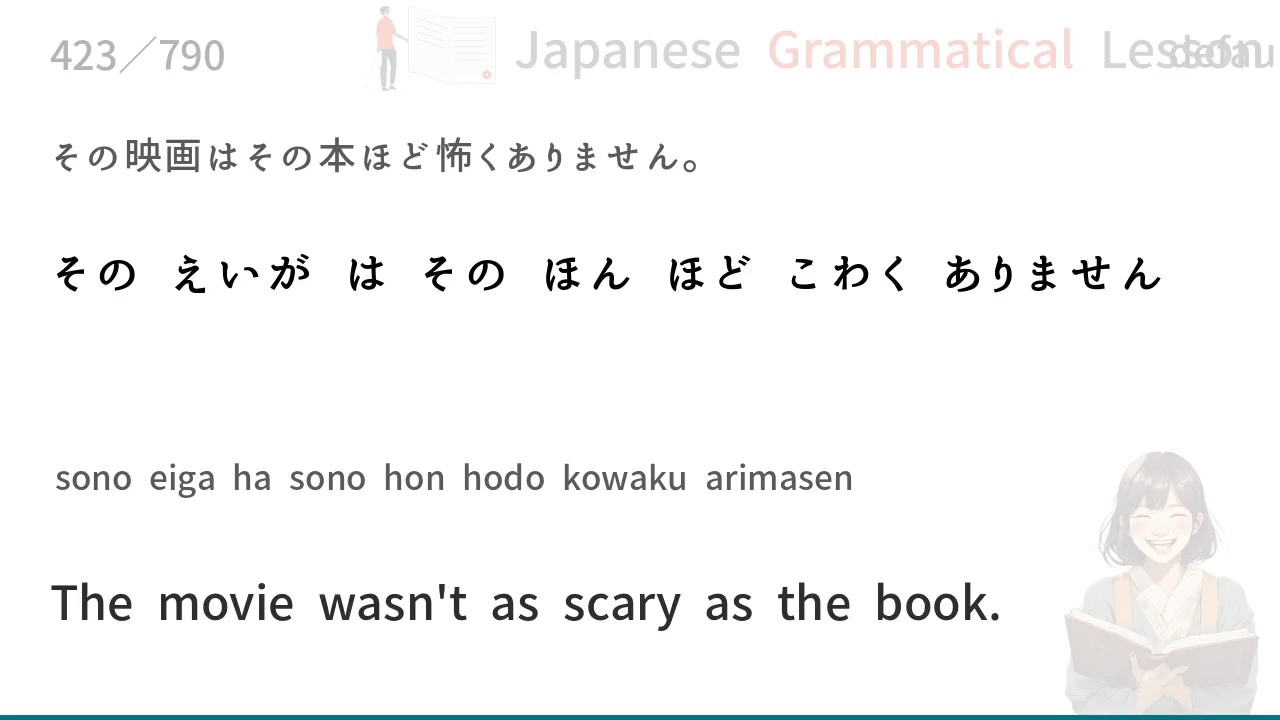 423／790
Japanese Grammatical Lesson
その映画はその本ほど怖くありません。
その えいが は その ほん ほど こわく ありません
sono eiga ha sono hon hodo kowaku arimasen
The movie wasn't as scary as the book.